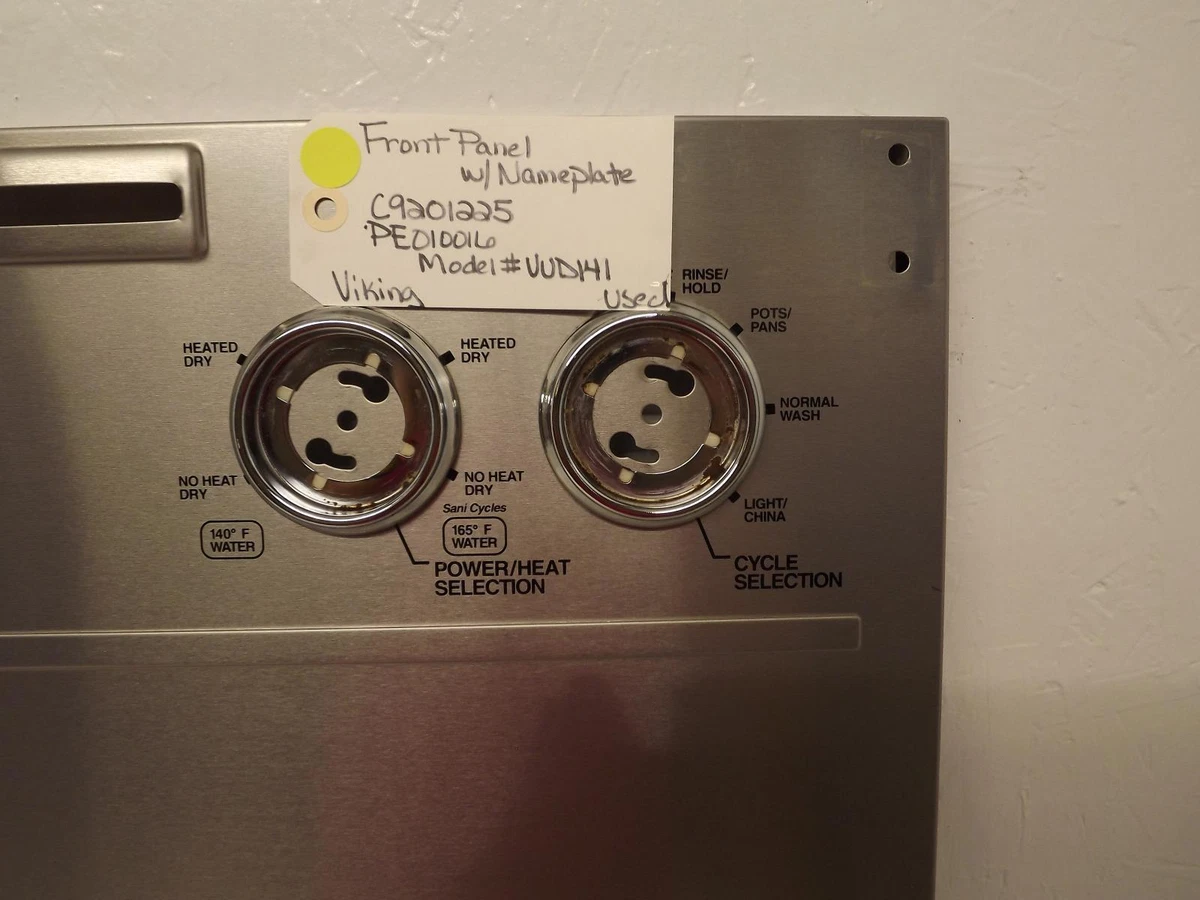 Front Panel
w/ Nameplate
C9201225
PE010016
Model # VUD141
Viking
Used
HEATED
DRY
HEATED
DRY
NO HEAT
DRY
140° F
WATER
NO HEAT
DRY
Sani Cycles
165° F
WATER
POWER/HEAT
SELECTION
RINSE/
HOLD
POTS/
PANS
NORMAL
WASH
LIGHT/
CHINA
CYCLE
SELECTION